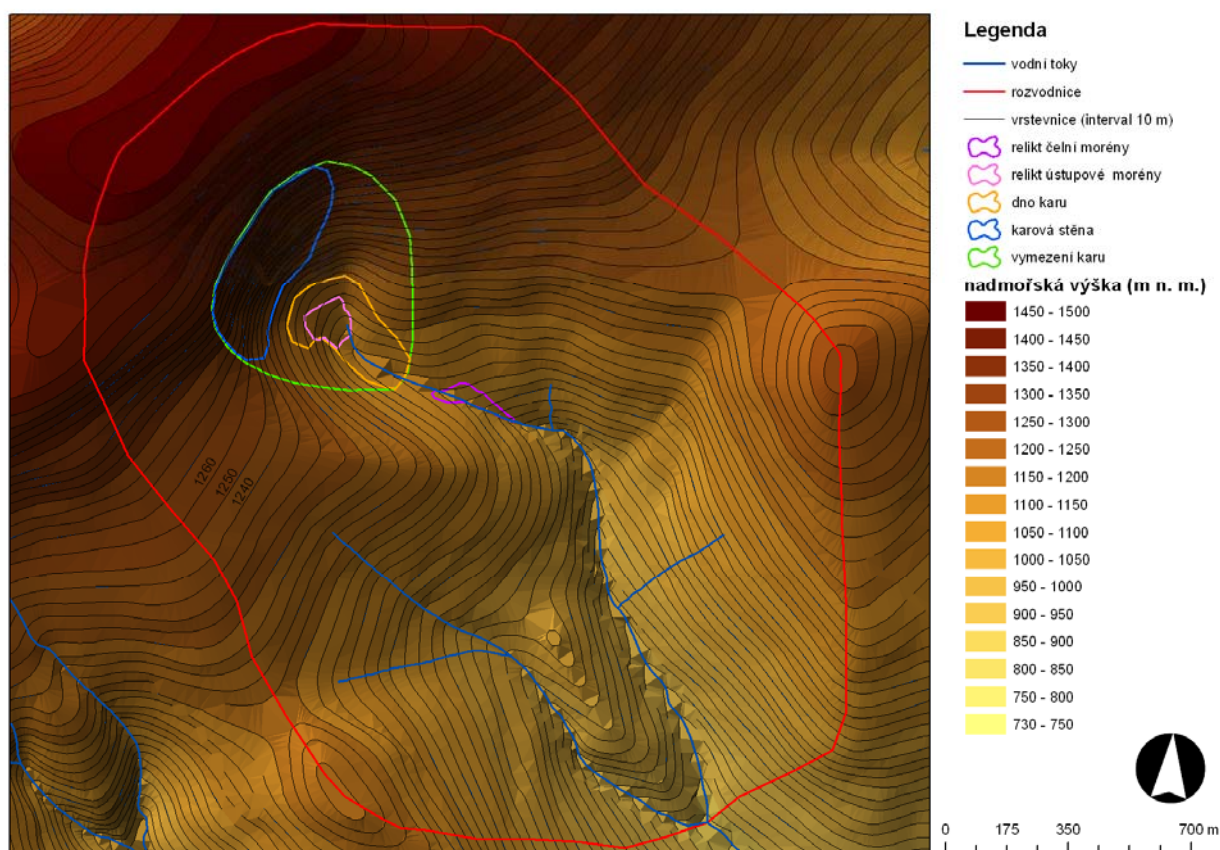 Legenda
vodní toky
rozvodnice
vrstevnice (interval 10 m)
relikt čelní morény
relikt ústupové morény
dno karu
karová stěna
vymezení karu
nadmořská výška (m n. m.)
1450 - 1500
1400 - 1450
1350 - 1400
1300 - 1350
1250 - 1300
1200 - 1250
1150 - 1200
1100 - 1150
1050 - 1100
1000 - 1050
950 - 1000
900 - 950
850 - 900
800 - 850
750 - 800
730 - 750
1260
1250
1240
0 175 350 700 m